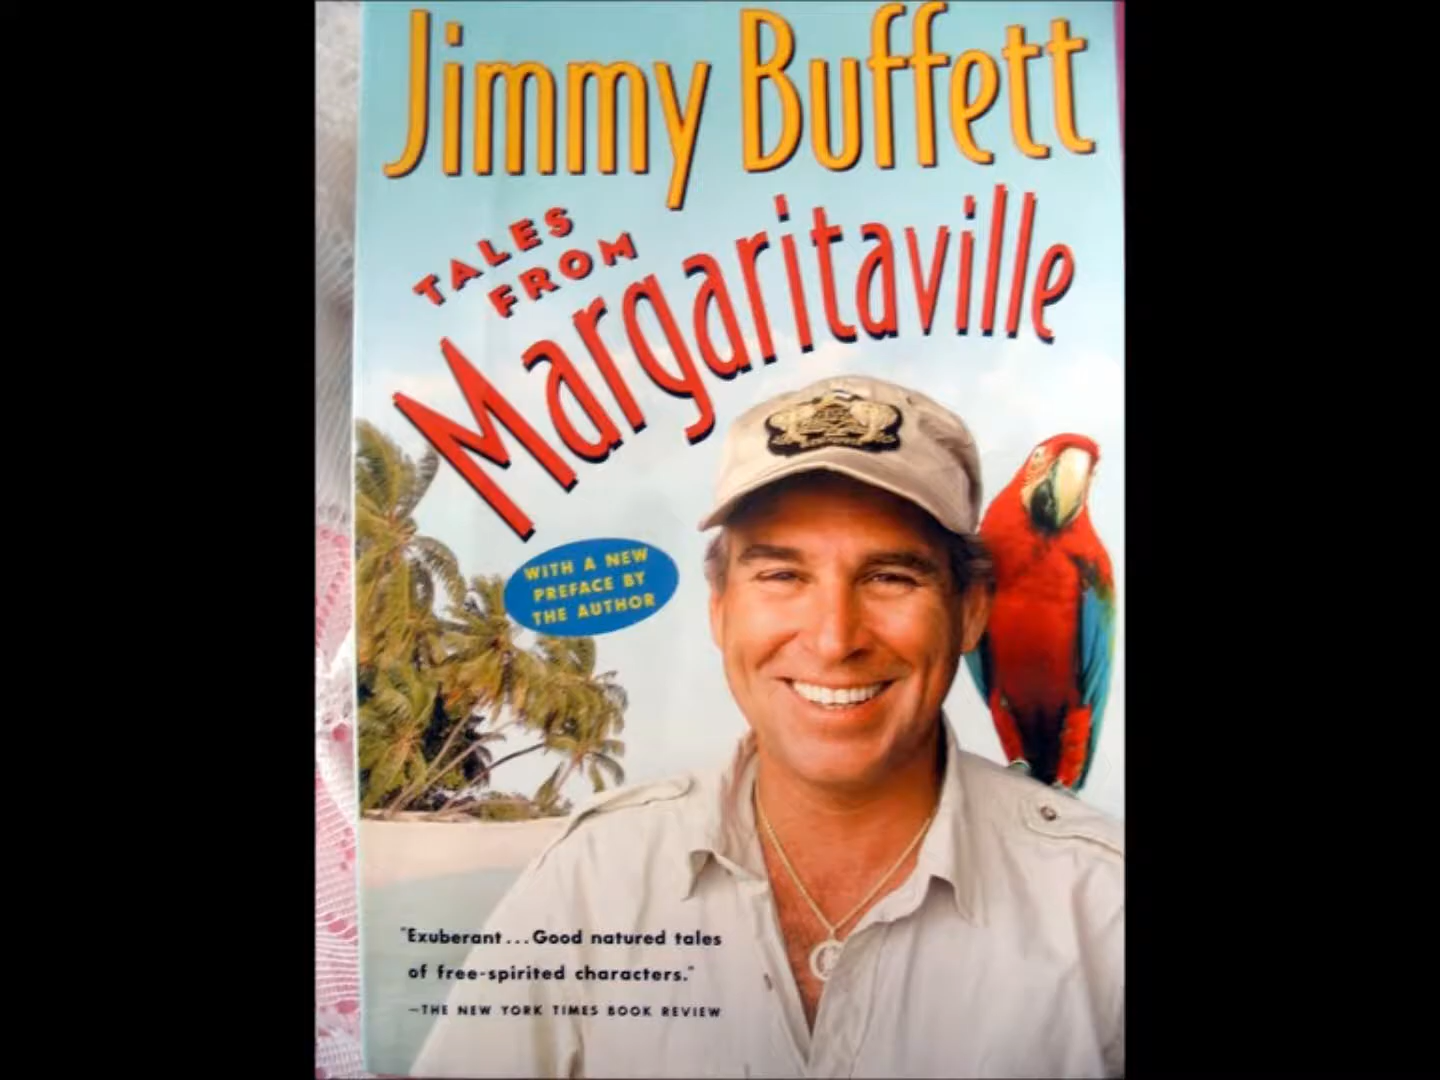 Jimmy Buffett
TALES
FROM
Margaritaville
WITH A NEW
PREFACE BY
THE AUTHOR
"Exuberant...Good natured tales
of free-spirited characters."
—THE NEW YORK TIMES BOOK REVIEW